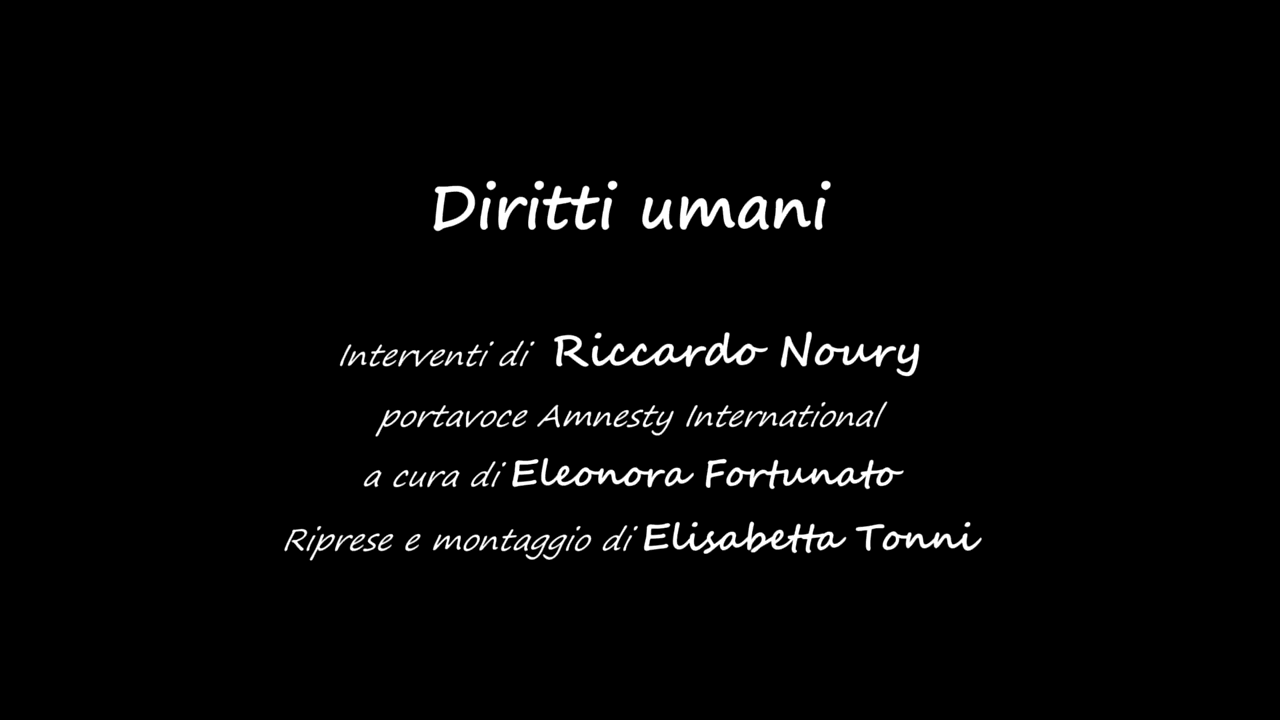 Diritti umani
Interventi di Riccardo Noury
portavoce Amnesty International
a cura di Eleonora Fortunato
Riprese e montaggio di Elisabetta Tonni